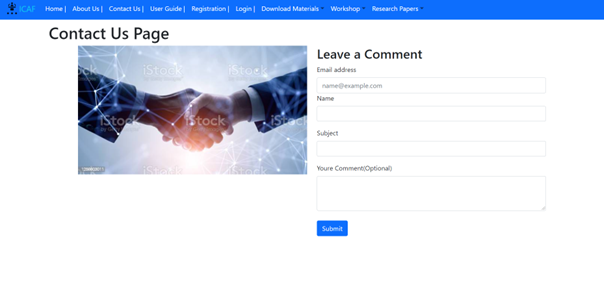 iCAF Home | About Us | Contact Us | User Guide | Registration | Login | Download Materials Workshop Research Papers
Contact Us Page
Leave a Comment
Email address
name@example.com
Name
Subject
Youre Comment(Optional)
Submit
iStock
iStock
iStock
iStock
iStock
iStock